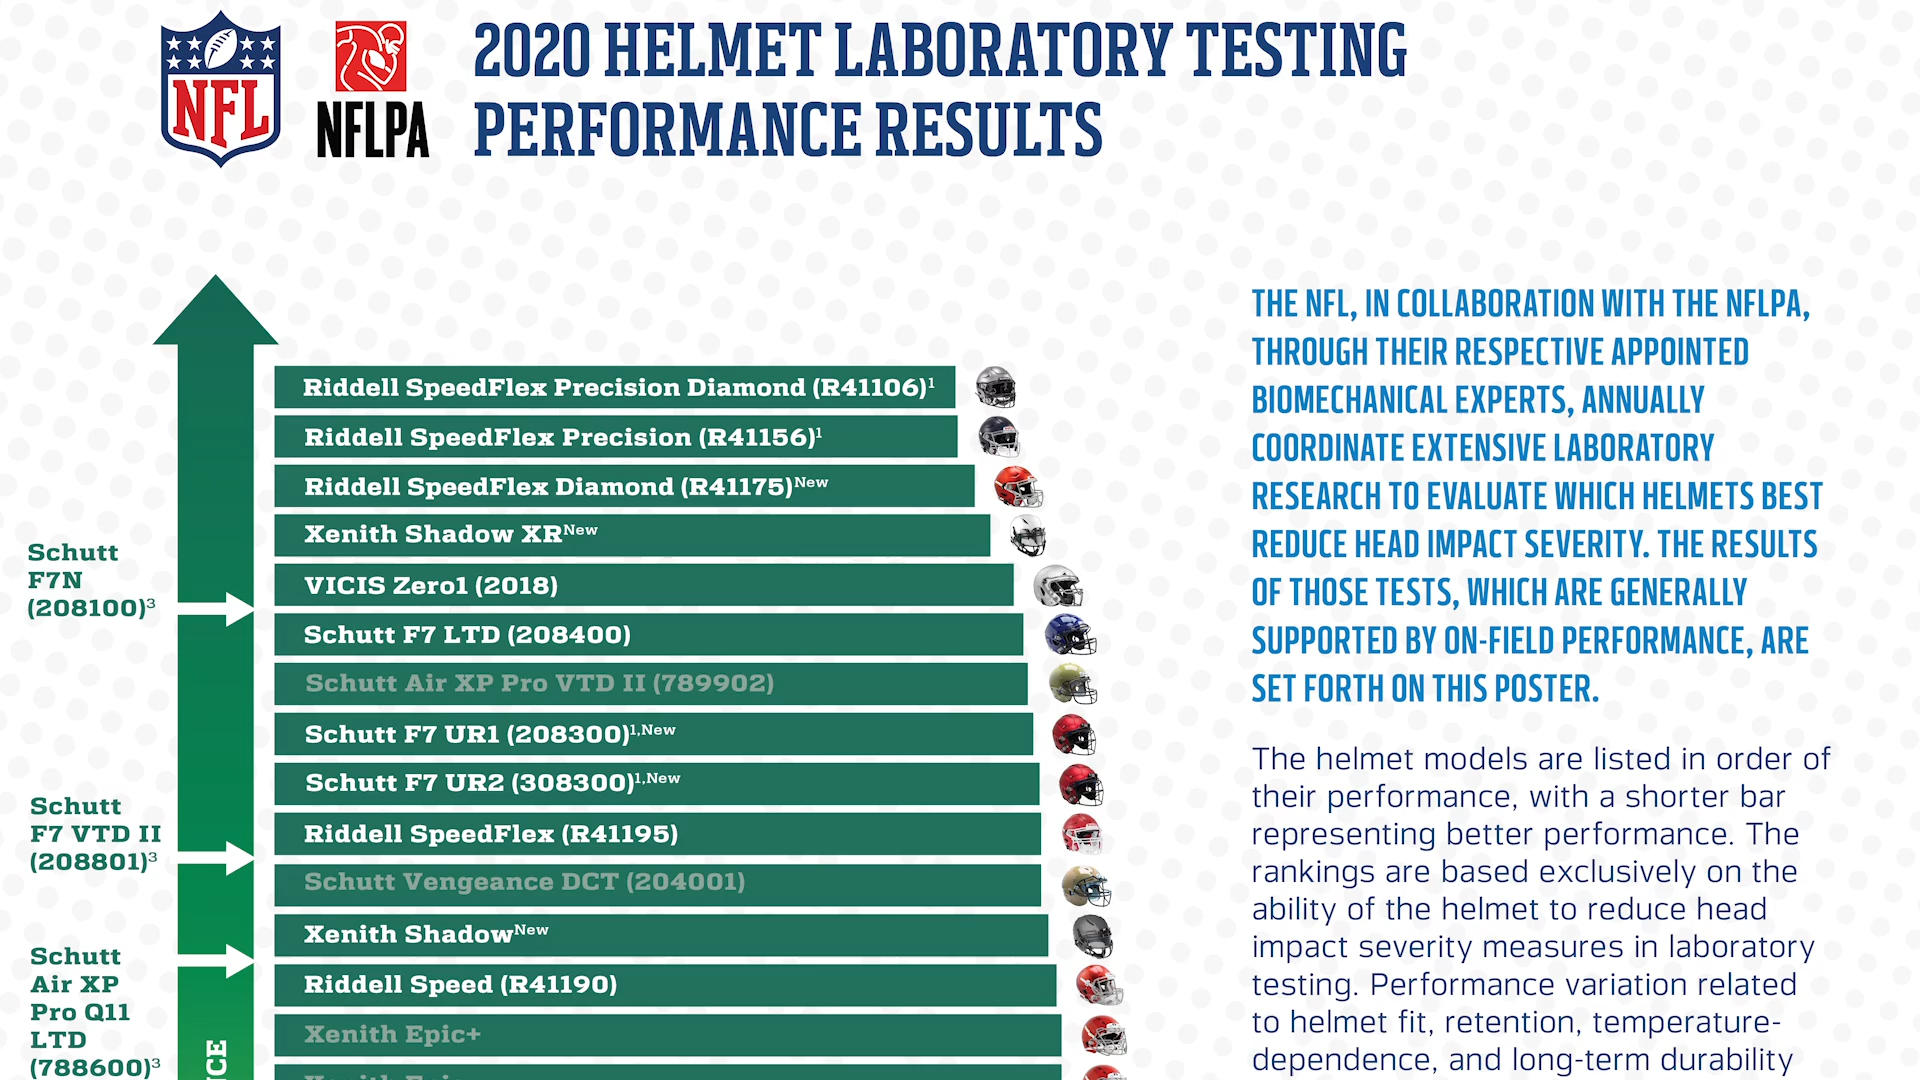 NFL
NFLPA
2020 HELMET LABORATORY TESTING
PERFORMANCE RESULTS
Riddell SpeedFlex Precision Diamond (R41106)¹
Riddell SpeedFlex Precision (R41156)¹
Riddell SpeedFlex Diamond (R41175)New
Xenith Shadow XRNew
VICIS Zero1 (2018)
Schutt F7 LTD (208400)
Schutt Air XP Pro VTD II (789902)
Schutt F7 UR1 (208300)1,New
Schutt F7 UR2 (308300)1,New
Riddell SpeedFlex (R41195)
Schutt Vengeance DCT (204001)
Xenith ShadowNew
Riddell Speed (R41190)
Xenith Epic+
Schutt
F7N
(208100)³
Schutt
F7 VTD II
(208801)³
Schutt
Air XP
Pro Q11
LTD
(788600)³
THE NFL, IN COLLABORATION WITH THE NFLPA,
THROUGH THEIR RESPECTIVE APPOINTED
BIOMECHANICAL EXPERTS, ANNUALLY
COORDINATE EXTENSIVE LABORATORY
RESEARCH TO EVALUATE WHICH HELMETS BEST
REDUCE HEAD IMPACT SEVERITY. THE RESULTS
OF THOSE TESTS, WHICH ARE GENERALLY
SUPPORTED BY ON-FIELD PERFORMANCE, ARE
SET FORTH ON THIS POSTER.
The helmet models are listed in order of
their performance, with a shorter bar
representing better performance. The
rankings are based exclusively on the
ability of the helmet to reduce head
impact severity measures in laboratory
testing. Performance variation related
to helmet fit, retention, temperature-
dependence, and long-term durability